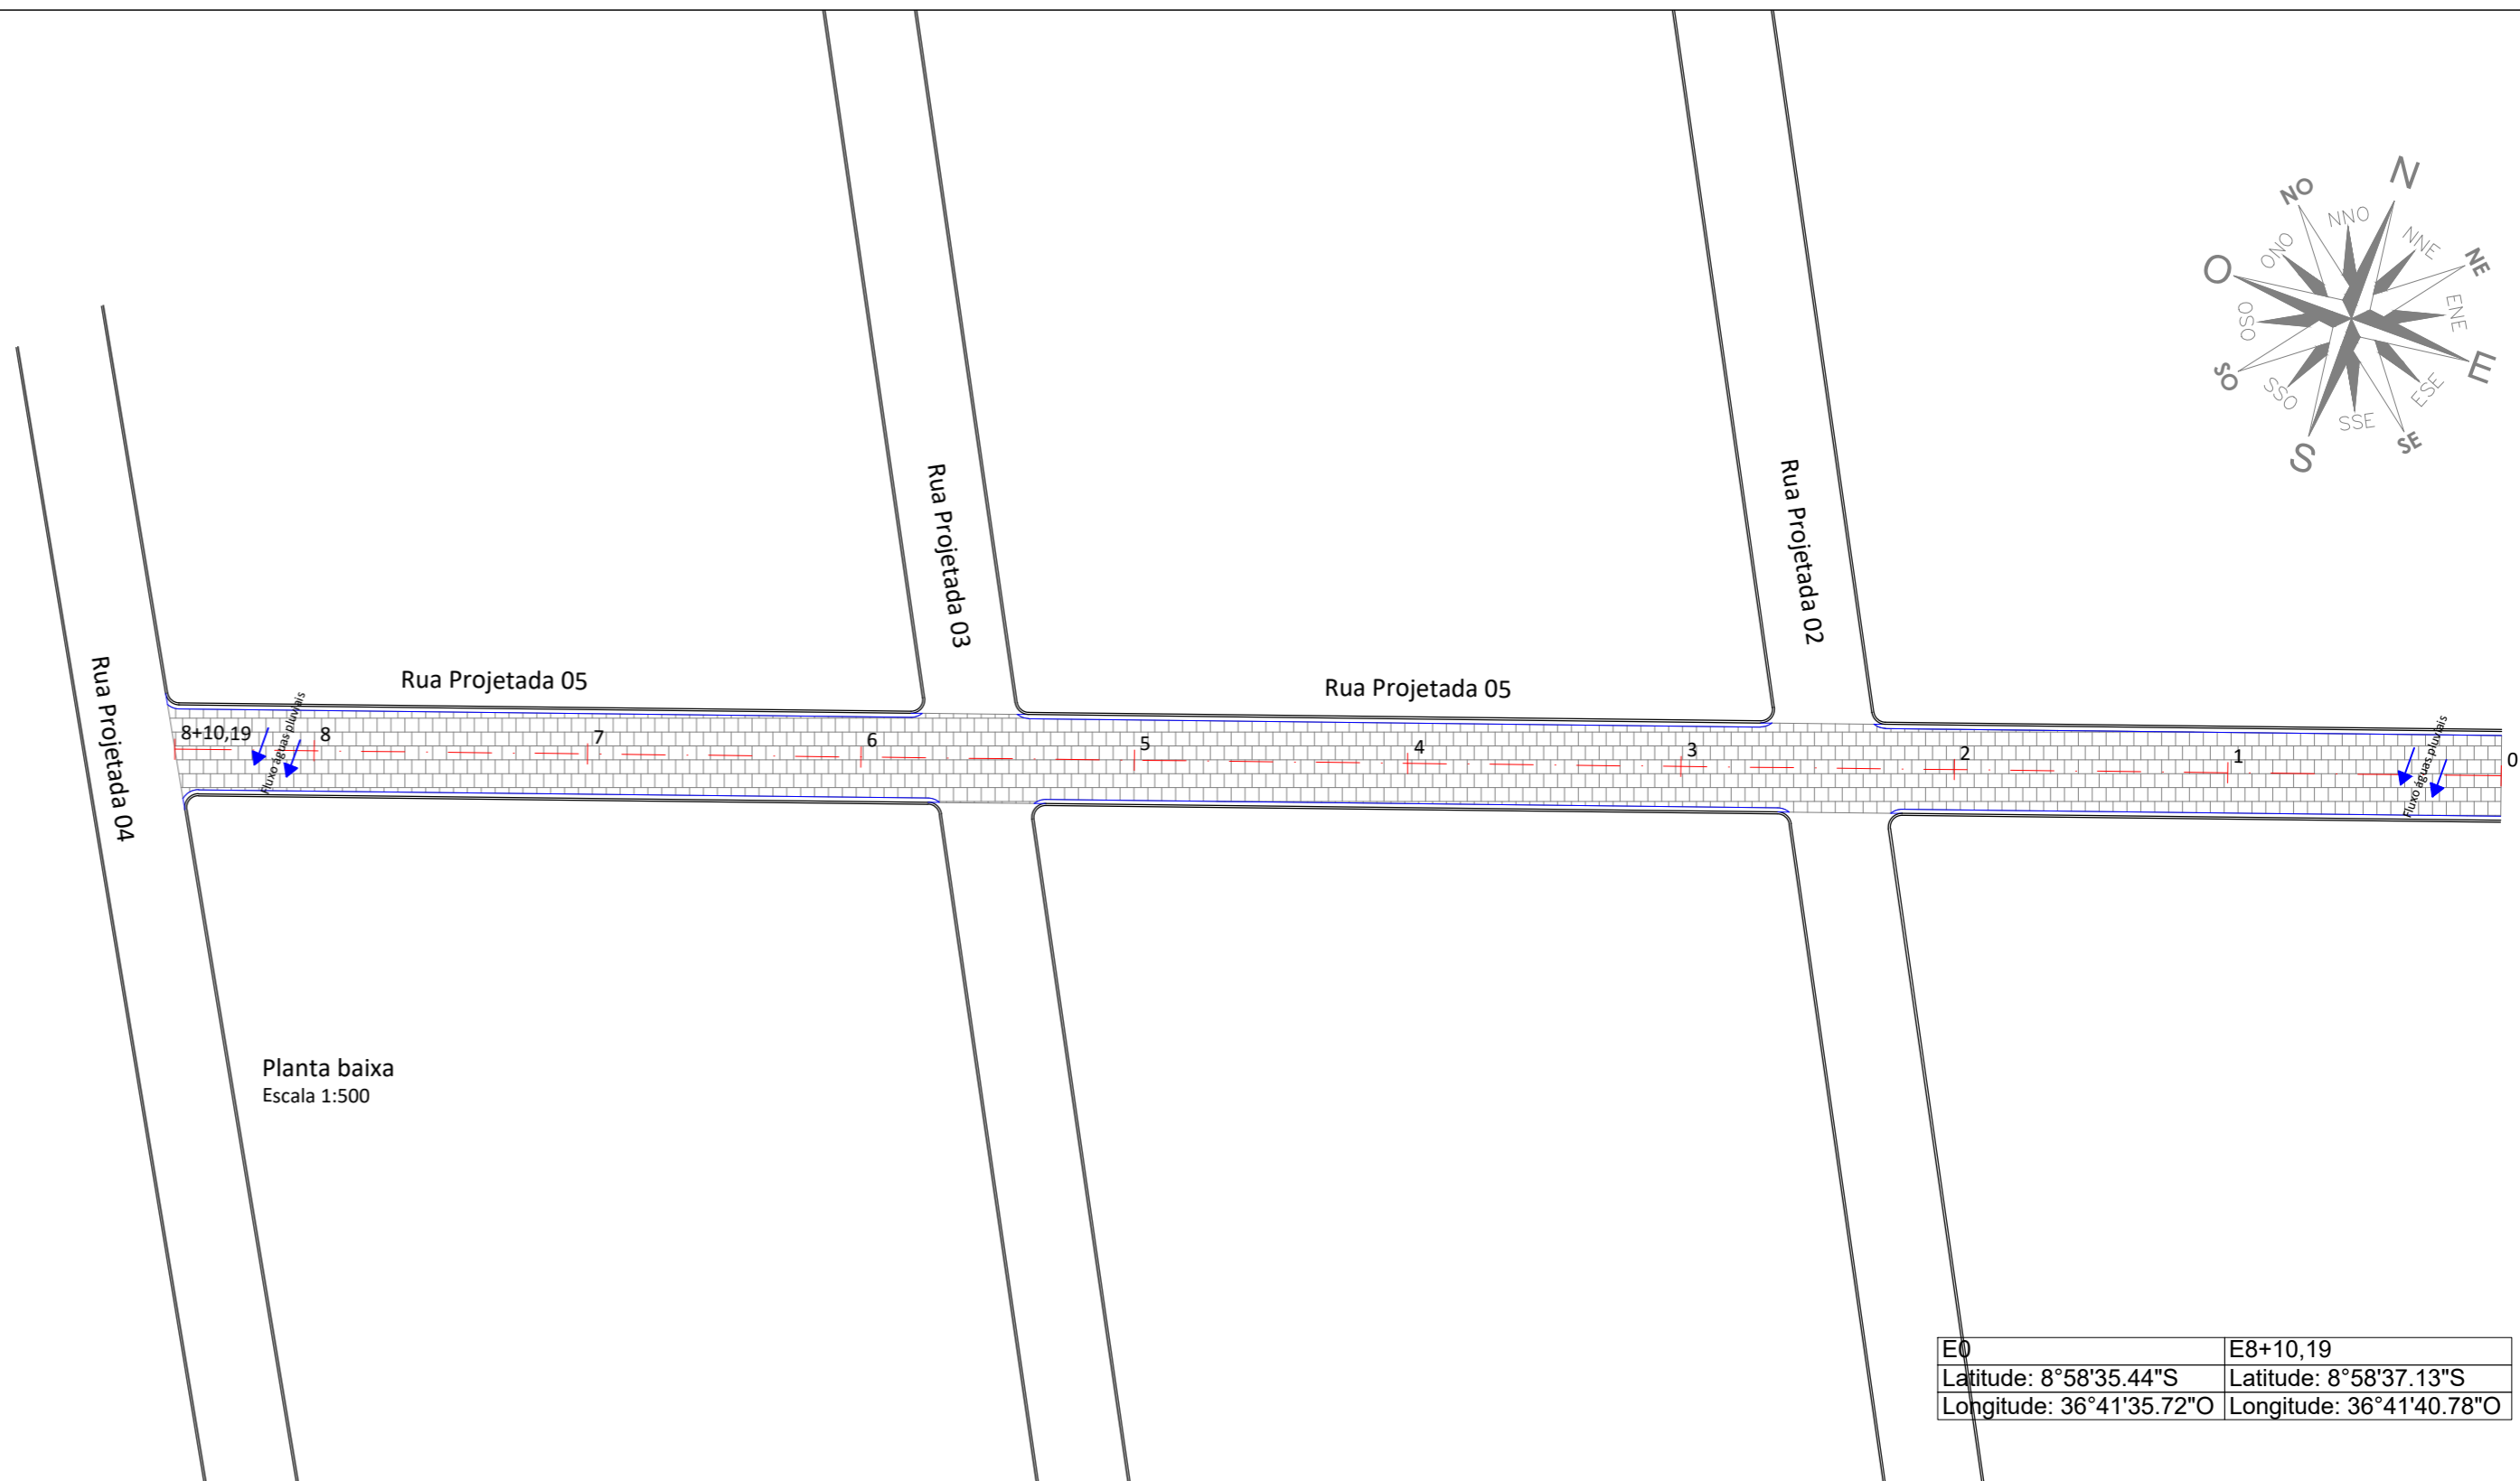 N
NO
NNO
NNE
NE
ONO
O
ENE
OSO
E
SO
SSO
ESE
SSE
SE
S
Rua Projetada 03
Rua Projetada 02
Rua Projetada 04
Rua Projetada 05
Rua Projetada 05
Fluxo águas pluviais
Fluxo águas pluviais
8+10,19
8
7
6
5
4
3
2
1
0
Planta baixa
Escala 1:500
E0 E8+10,19
Latitude: 8°58'35.44"S Latitude: 8°58'37.13"S
Longitude: 36°41'35.72"O Longitude: 36°41'40.78"O